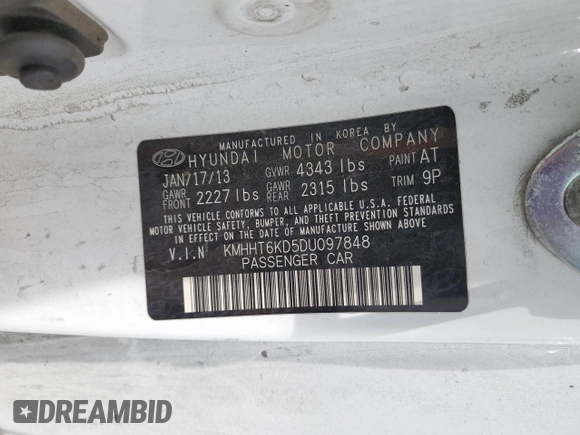 MANUFACTURED IN KOREA BY
HYUNDAI MOTOR COMPANY
JAN/17/13 GVWR 4343 lbs PAINT AT
GAWR FRONT 2227 lbs GAWR REAR 2315 lbs TRIM 9P
THIS VEHICLE CONFORMS TO ALL APPLICABLE U.S.A. FEDERAL
MOTOR VEHICLE SAFETY, BUMPER, AND THEFT PREVENTION STANDARDS
IN EFFECT ON THE DATE OF MANUFACTURE SHOWN ABOVE.
V.I.N KMHHT6KD5DU097848
PASSENGER CAR
DREAMBID